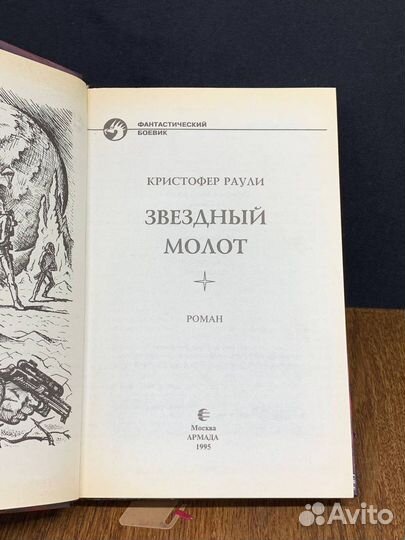 ФАНТАСТИЧЕСКИЙ
БОЕВИК
КРИСТОФЕР РАУЛИ
ЗВЕЗДНЫЙ
МОЛОТ
РОМАН
Москва
АРМАДА
1995
Avito